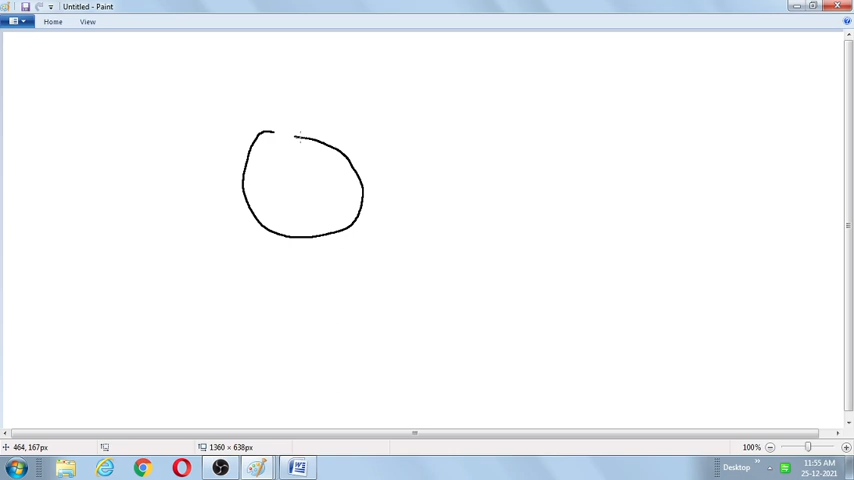 Untitled - Paint
Home View
464, 167px 1360 × 638px 100%
Desktop 11:55 AM
25-12-2021